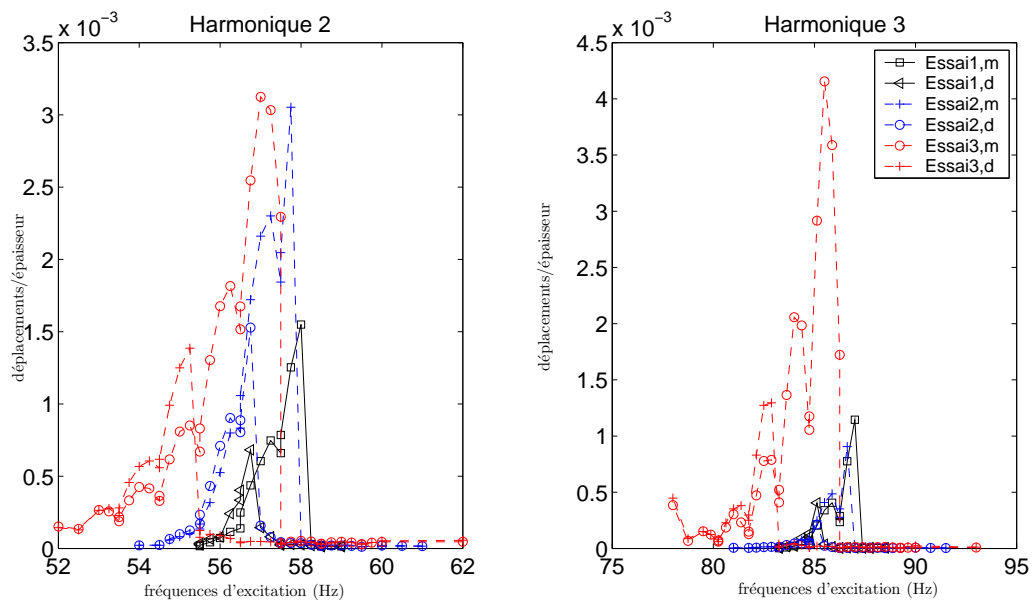 Harmonique 2
x 10⁻³
3.5
3
2.5
2
1.5
1
0.5
0
52
54
56
58
60
62
déplacements/épaisseur
fréquences d'excitation (Hz)
Harmonique 3
x 10⁻³
4.5
4
3.5
3
2.5
2
1.5
1
0.5
0
75
80
85
90
95
déplacements/épaisseur
fréquences d'excitation (Hz)
Essai1,m
Essai1,d
Essai2,m
Essai2,d
Essai3,m
Essai3,d